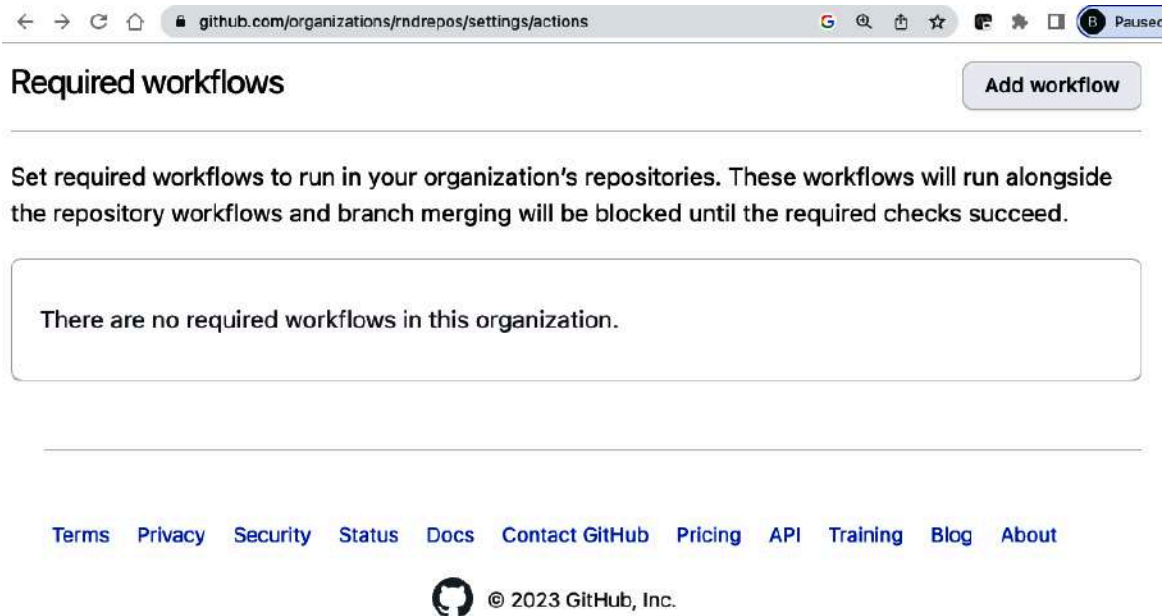 github.com/organizations/rndrepos/settings/actions
G
B
Paused
Required workflows
Add workflow
Set required workflows to run in your organization's repositories. These workflows will run alongside
the repository workflows and branch merging will be blocked until the required checks succeed.
There are no required workflows in this organization.
Terms Privacy Security Status Docs Contact GitHub Pricing API Training Blog About
© 2023 GitHub, Inc.